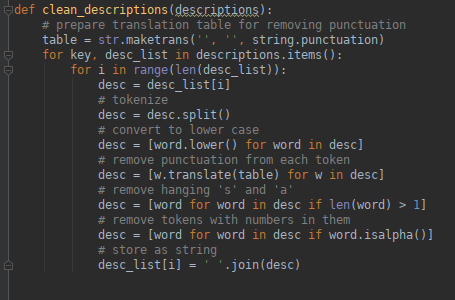 def clean_descriptions(descriptions):
    # prepare translation table for removing punctuation
    table = str.maketrans('', '', string.punctuation)
    for key, desc_list in descriptions.items():
        for i in range(len(desc_list)):
            desc = desc_list[i]
            # tokenize
            desc = desc.split()
            # convert to lower case
            desc = [word.lower() for word in desc]
            # remove punctuation from each token
            desc = [w.translate(table) for w in desc]
            # remove hanging 's' and 'a'
            desc = [word for word in desc if len(word) > 1]
            # remove tokens with numbers in them
            desc = [word for word in desc if word.isalpha()]
            # store as string
            desc_list[i] = ' '.join(desc)